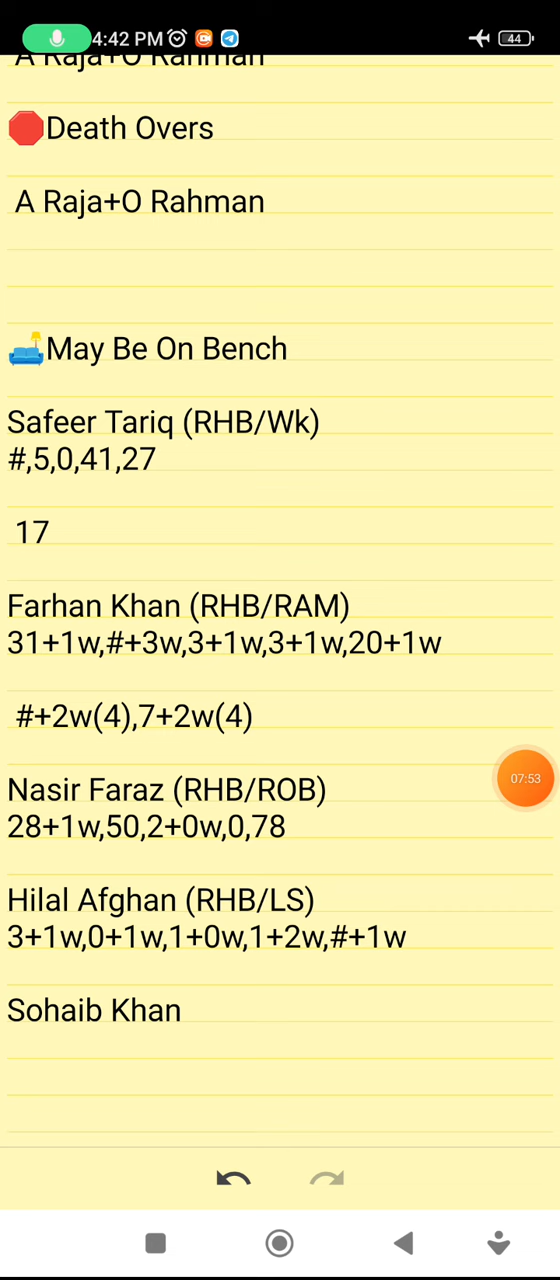 4:42 PM
44
A Raja+O Rahman
🛑Death Overs
A Raja+O Rahman
🛋️May Be On Bench
Safeer Tariq (RHB/Wk)
#,5,0,41,27
17
Farhan Khan (RHB/RAM)
31+1w,#+3w,3+1w,3+1w,20+1w
#+2w(4),7+2w(4)
07:53
Nasir Faraz (RHB/ROB)
28+1w,50,2+0w,0,78
Hilal Afghan (RHB/LS)
3+1w,0+1w,1+0w,1+2w,#+1w
Sohaib Khan